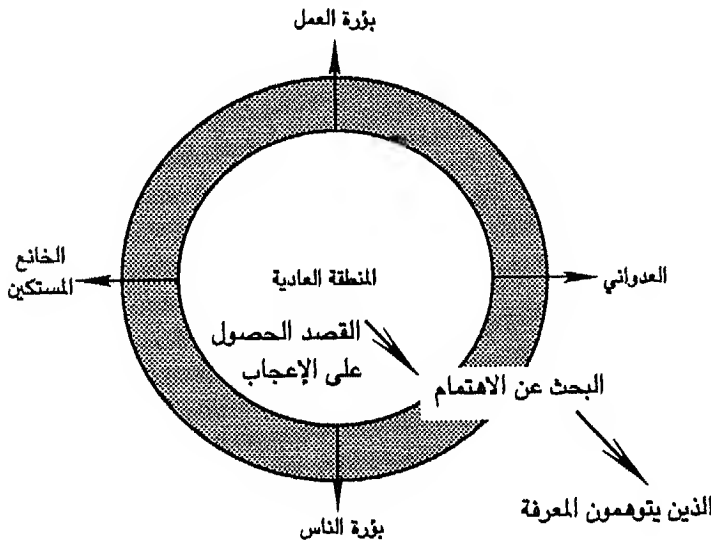 بؤرة العمل
الخانع
المستكين
المنطقة العادية
العدواني
القصد الحصول
على الإعجاب
البحث عن الاهتمام
الذين يتوهمون المعرفة
بؤرة الناس